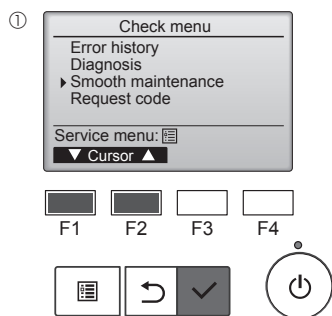 ①
Check menu
Error history
Diagnosis
Smooth maintenance
Request code
Service menu:
▼ Cursor ▲
F1 F2 F3 F4